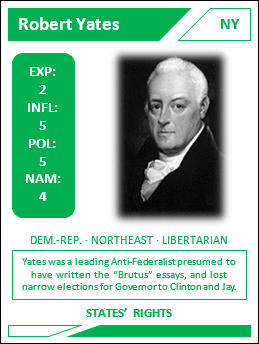 Robert Yates NY
EXP:
2
INFL:
5
POL:
5
NAM:
4
DEM.-REP. · NORTHEAST · LIBERTARIAN
Yates was a leading Anti-Federalist presumed to
have written the “Brutus” essays, and lost
narrow elections for Governor to Clinton and Jay.
STATES’ RIGHTS